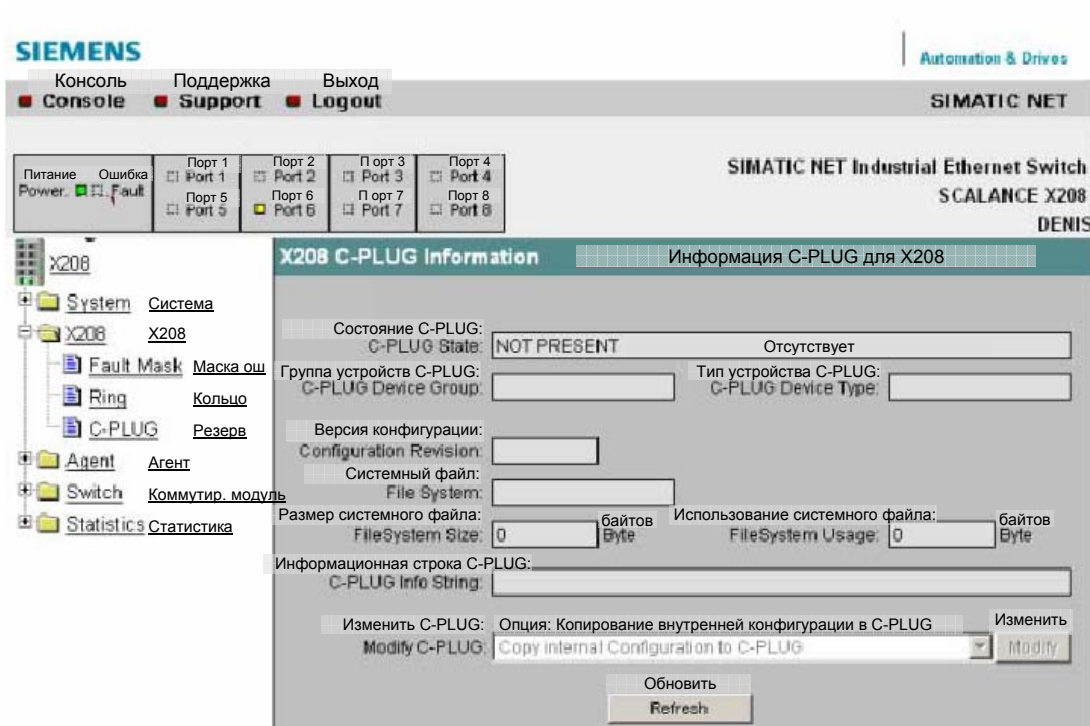 SIEMENS
Automation & Drives
Консоль Поддержка Выход
Console Support Logout
SIMATIC NET
Питание Ошибка
Power. Fault
Порт 1 Порт 2 П орт 3 Порт 4
Port 1 Port 2 Port 3 Port 4
Порт 5 Порт 6 П орт 7 Порт 8
Port 5 Port 6 Port 7 Port 8
SIMATIC NET Industrial Ethernet Switch
SCALANCE X208
DENIS
X208
System Система
X208 X208
Fault Mask Маска ош
Ring Кольцо
C-PLUG Резерв
Agent Агент
Switch Коммутир. модуль
Statistics Статистика
X208 C-PLUG Information Информация C-PLUG для X208
Состояние C-PLUG:
C-PLUG State: NOT PRESENT Отсутствует
Группа устройств C-PLUG: Тип устройства C-PLUG:
C-PLUG Device Group: C-PLUG Device Type:
Версия конфигурации:
Configuration Revision:
Системный файл:
File System:
Размер системного файла: байтов Использование системного файла: байтов
FileSystem Size: 0 Byte FileSystem Usage: 0 Byte
Информационная строка C-PLUG:
C-PLUG Info String:
Изменить C-PLUG: Опция: Копирование внутренней конфигурации в C-PLUG Изменить
Modify C-PLUG: Copy internal Configuration to C-PLUG Modify
Обновить
Refresh